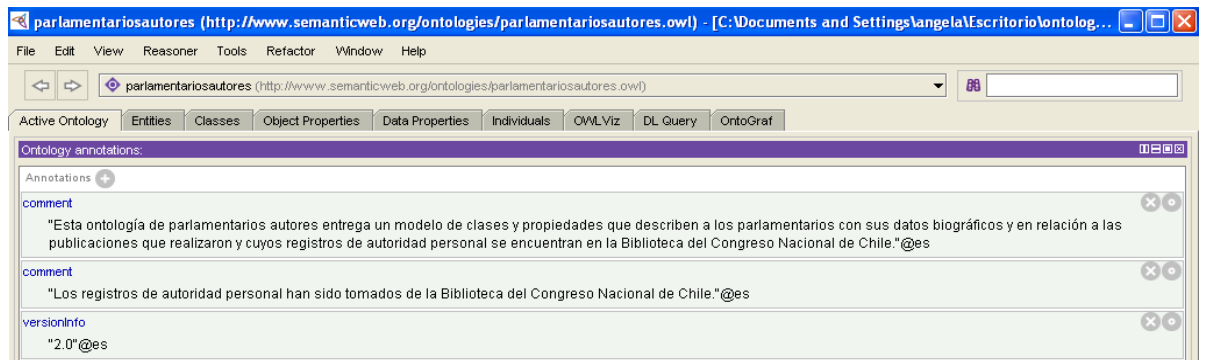 parlamentariosautores (http://www.semanticweb.org/ontologies/parlamentariosautores.owl) - [C:\Documents and Settings\angela\Escritorio\ontolog...
File Edit View Reasoner Tools Refactor Window Help
parlamentariosautores (http://www.semanticweb.org/ontologies/parlamentariosautores.owl)
Active Ontology Entities Classes Object Properties Data Properties Individuals OWLViz DL Query OntoGraf
Ontology annotations:
Annotations
comment
"Esta ontología de parlamentarios autores entrega un modelo de clases y propiedades que describen a los parlamentarios con sus datos biográficos y en relación a las
publicaciones que realizaron y cuyos registros de autoridad personal se encuentran en la Biblioteca del Congreso Nacional de Chile."@es
comment
"Los registros de autoridad personal han sido tomados de la Biblioteca del Congreso Nacional de Chile."@es
versionInfo
"2.0"@es